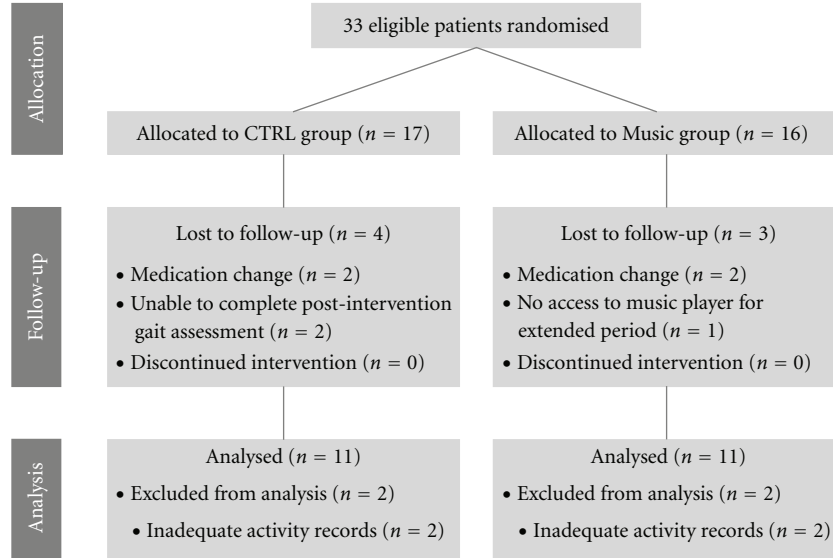 Allocation
33 eligible patients randomised
Allocated to CTRL group (n = 17)
Allocated to Music group (n = 16)
Follow-up
Lost to follow-up (n = 4)
• Medication change (n = 2)
• Unable to complete post-intervention
gait assessment (n = 2)
• Discontinued intervention (n = 0)
Lost to follow-up (n = 3)
• Medication change (n = 2)
• No access to music player for
extended period (n = 1)
• Discontinued intervention (n = 0)
Analysis
Analysed (n = 11)
• Excluded from analysis (n = 2)
• Inadequate activity records (n = 2)
Analysed (n = 11)
• Excluded from analysis (n = 2)
• Inadequate activity records (n = 2)